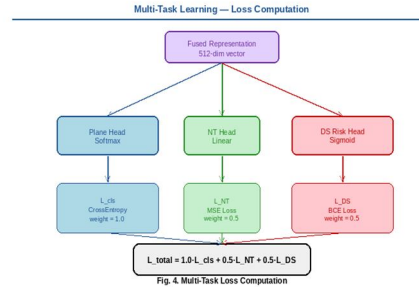 Multi-Task Learning — Loss Computation
Fused Representation
512-dim vector
Plane Head
Softmax
NT Head
Linear
DS Risk Head
Sigmoid
L_cls
CrossEntropy
weight = 1.0
L_NT
MSE Loss
weight = 0.5
L_DS
BCE Loss
weight = 0.5
L_total = 1.0·L_cls + 0.5·L_NT + 0.5·L_DS
Fig. 4. Multi-Task Loss Computation